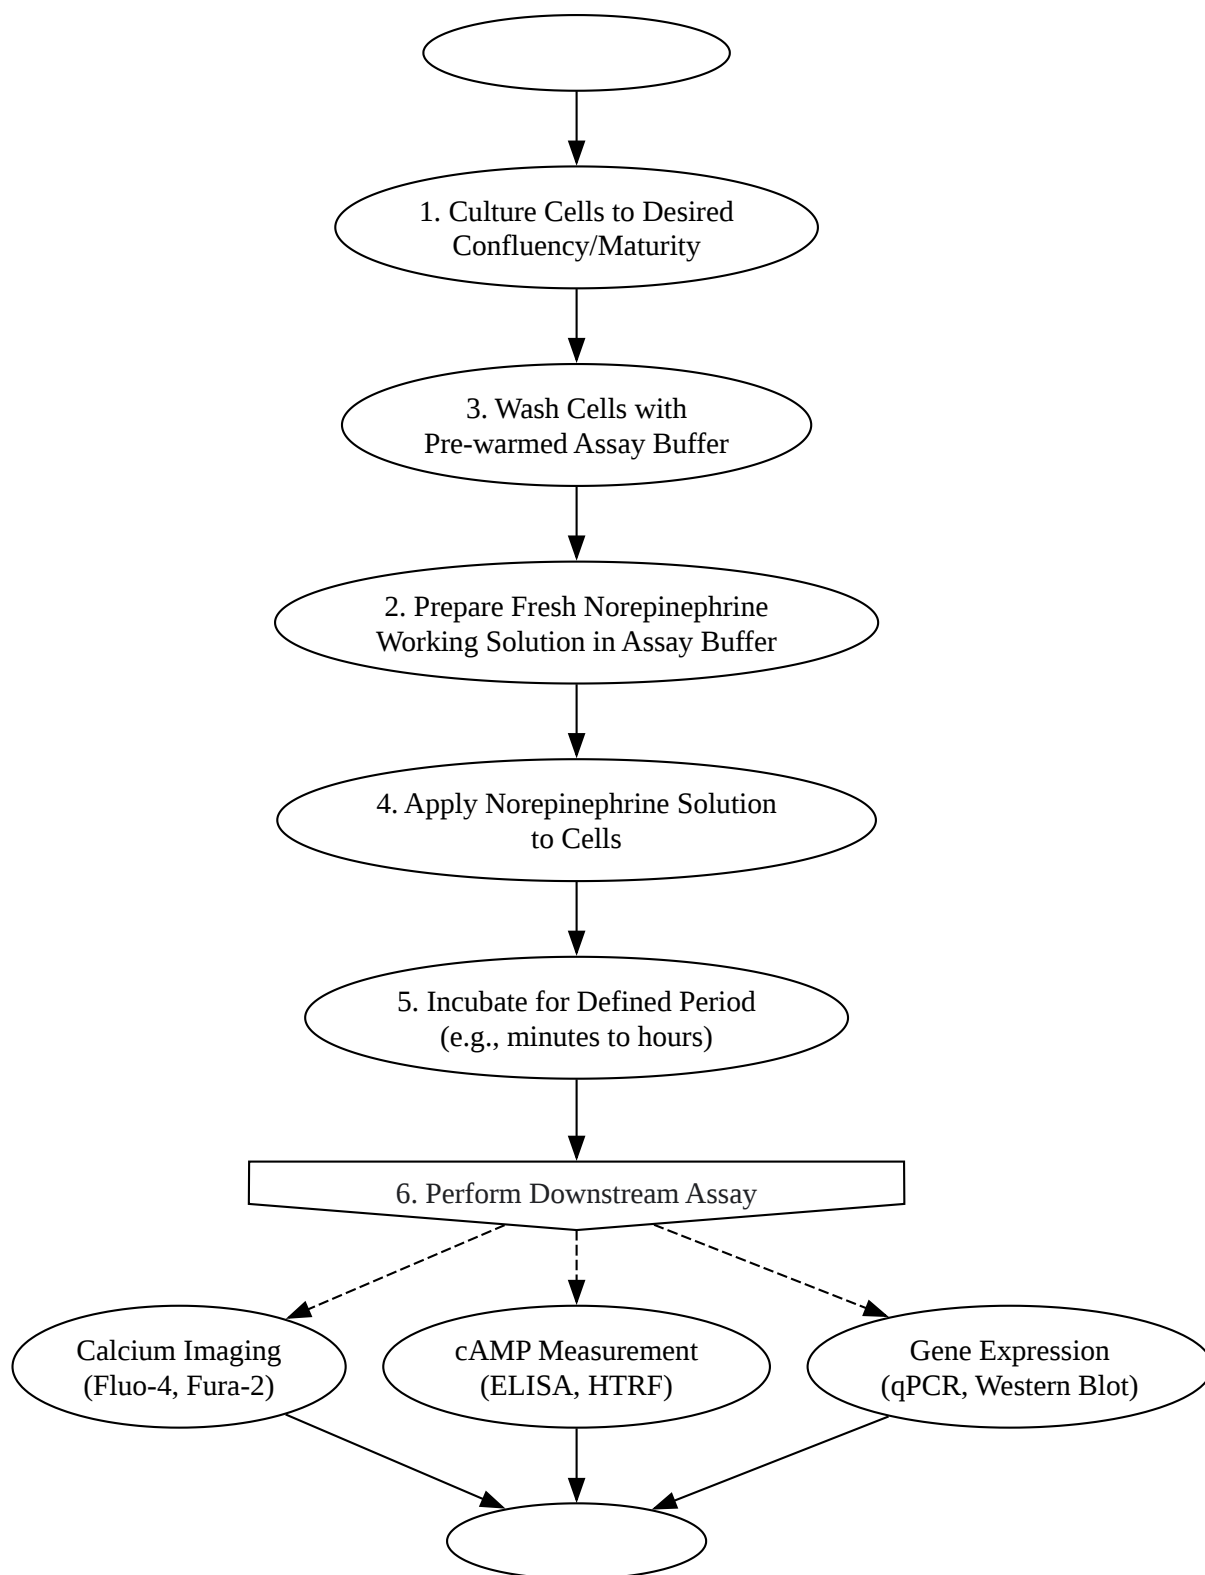 1. Culture Cells to Desired
Confluency/Maturity
3. Wash Cells with
Pre-warmed Assay Buffer
2. Prepare Fresh Norepinephrine
Working Solution in Assay Buffer
4. Apply Norepinephrine Solution
to Cells
5. Incubate for Defined Period
(e.g., minutes to hours)
6. Perform Downstream Assay
Calcium Imaging
(Fluo-4, Fura-2)
cAMP Measurement
(ELISA, HTRF)
Gene Expression
(qPCR, Western Blot)